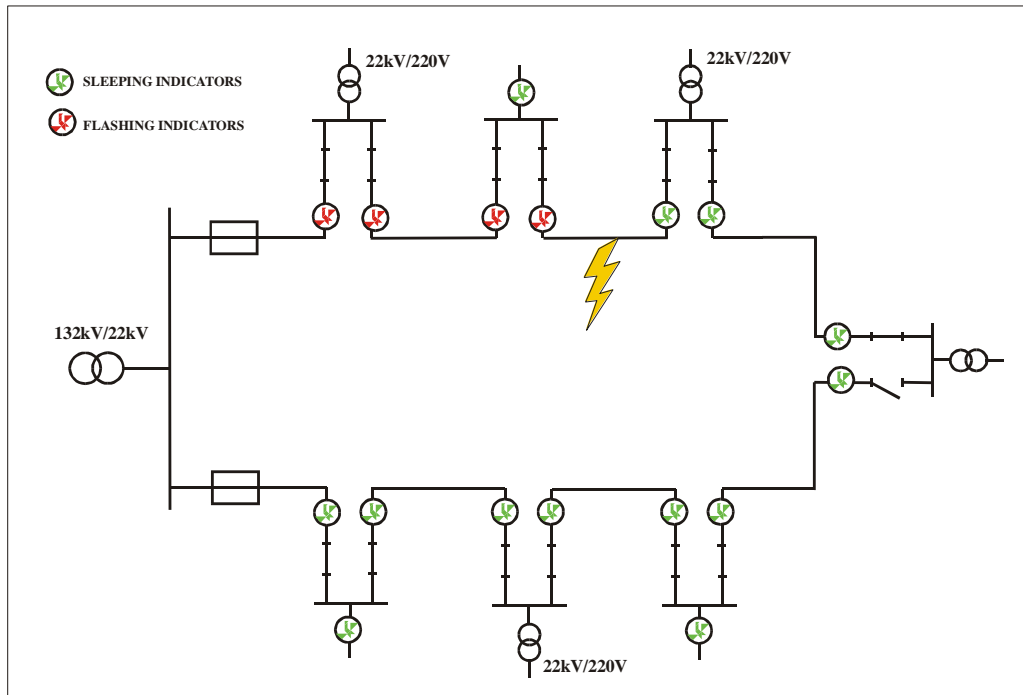 22kV/220V
22kV/220V
SLEEPING INDICATORS
FLASHING INDICATORS
132kV/22kV
22kV/220V